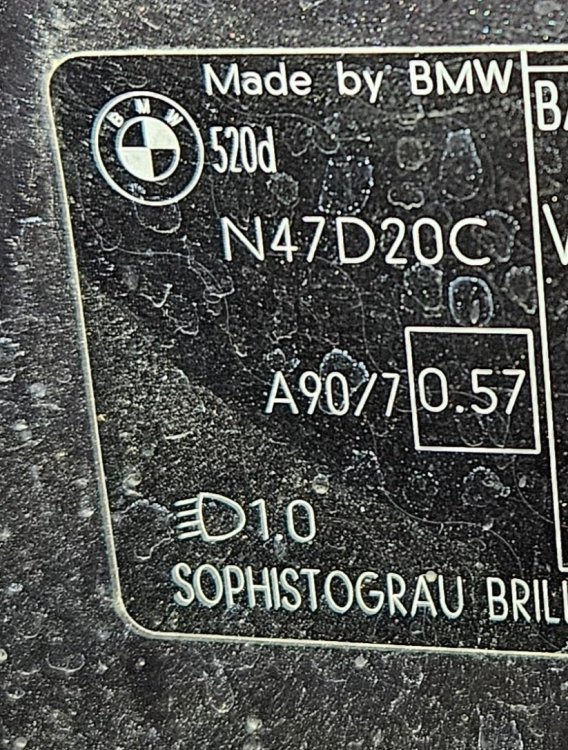 Made by BMW
BMW
520d
N47D20C
A90/7 0.57
1.0
SOPHISTOGRAU